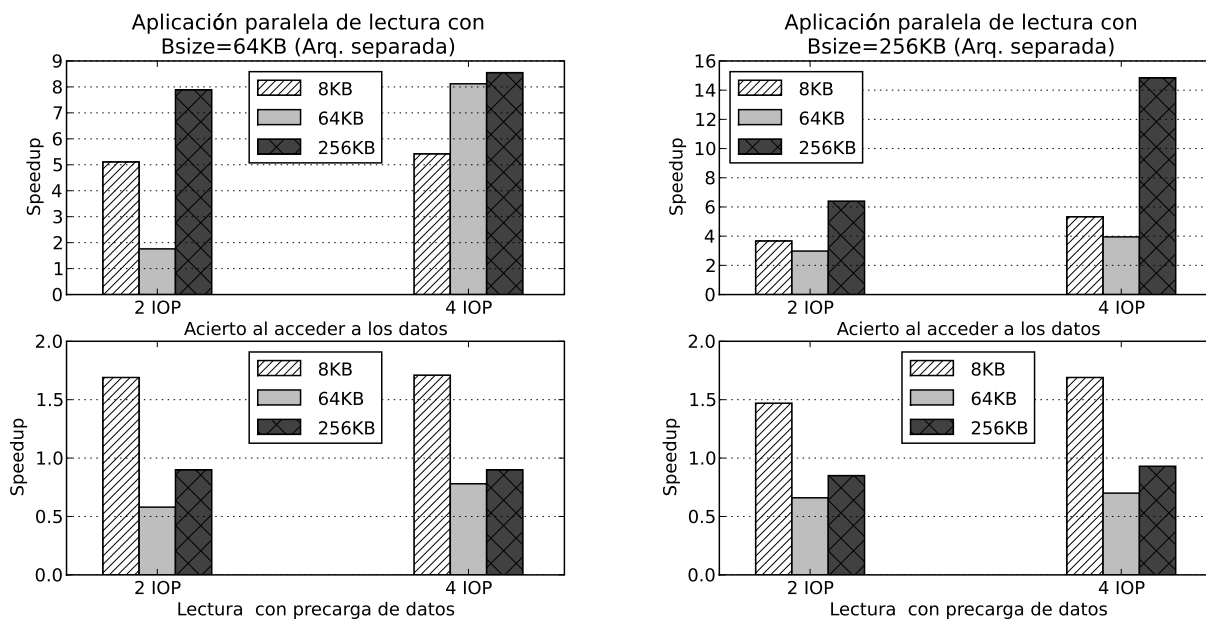 Aplicación paralela de lectura con
Bsize=64KB (Arq. separada)
9
8
7
6
5
4
3
2
1
0
Speedup
8KB
64KB
256KB
2 IOP
4 IOP
Acierto al acceder a los datos
2.0
1.5
1.0
0.5
0.0
Speedup
8KB
64KB
256KB
2 IOP
4 IOP
Lectura con precarga de datos
Aplicación paralela de lectura con
Bsize=256KB (Arq. separada)
16
14
12
10
8
6
4
2
0
Speedup
8KB
64KB
256KB
2 IOP
4 IOP
Acierto al acceder a los datos
2.0
1.5
1.0
0.5
0.0
Speedup
8KB
64KB
256KB
2 IOP
4 IOP
Lectura con precarga de datos